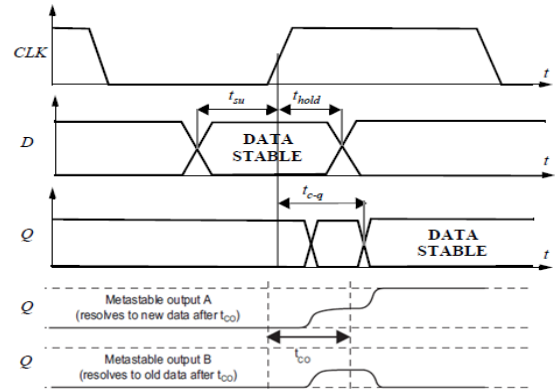 CLK
t
t_su
t_hold
D
DATA
STABLE
t
t_c-q
Q
DATA
STABLE
t
Q
Metastable output A
(resolves to new data after t_CO)
t_CO
Q
Metastable output B
(resolves to old data after t_CO)